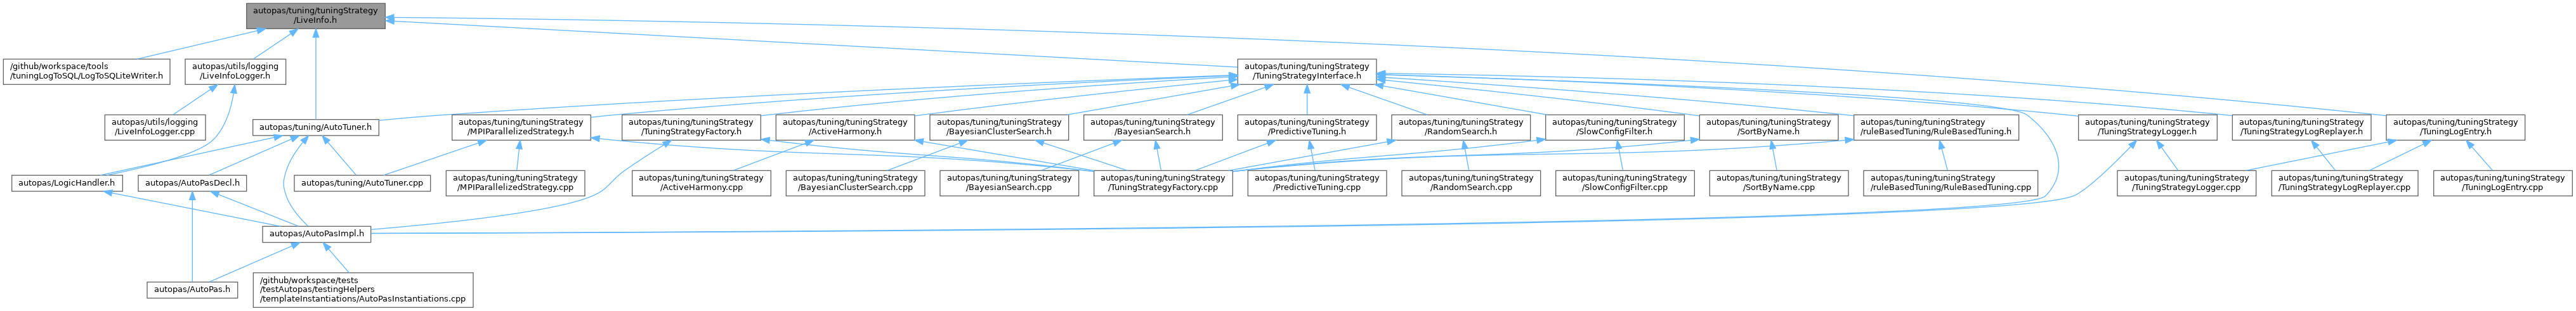 autopas/tuning/tuningStrategy
/LiveInfo.h
/github/workspace/tools
/tuningLogToSQL/LogToSQLiteWriter.h
autopas/utils/logging
/LiveInfoLogger.h
autopas/tuning/tuningStrategy
/TuningStrategyInterface.h
autopas/utils/logging
/LiveInfoLogger.cpp
autopas/tuning/AutoTuner.h
autopas/tuning/tuningStrategy
/MPIParallelizedStrategy.h
autopas/tuning/tuningStrategy
/TuningStrategyFactory.h
autopas/tuning/tuningStrategy
/ActiveHarmony.h
autopas/tuning/tuningStrategy
/BayesianClusterSearch.h
autopas/tuning/tuningStrategy
/BayesianSearch.h
autopas/tuning/tuningStrategy
/PredictiveTuning.h
autopas/tuning/tuningStrategy
/RandomSearch.h
autopas/tuning/tuningStrategy
/SlowConfigFilter.h
autopas/tuning/tuningStrategy
/SortByName.h
autopas/tuning/tuningStrategy
/ruleBasedTuning/RuleBasedTuning.h
autopas/tuning/tuningStrategy
/TuningStrategyLogger.h
autopas/tuning/tuningStrategy
/TuningStrategyLogReplayer.h
autopas/tuning/tuningStrategy
/TuningLogEntry.h
autopas/LogicHandler.h
autopas/AutoPasDecl.h
autopas/tuning/AutoTuner.cpp
autopas/tuning/tuningStrategy
/MPIParallelizedStrategy.cpp
autopas/tuning/tuningStrategy
/ActiveHarmony.cpp
autopas/tuning/tuningStrategy
/BayesianClusterSearch.cpp
autopas/tuning/tuningStrategy
/BayesianSearch.cpp
autopas/tuning/tuningStrategy
/TuningStrategyFactory.cpp
autopas/tuning/tuningStrategy
/PredictiveTuning.cpp
autopas/tuning/tuningStrategy
/RandomSearch.cpp
autopas/tuning/tuningStrategy
/SlowConfigFilter.cpp
autopas/tuning/tuningStrategy
/SortByName.cpp
autopas/tuning/tuningStrategy
/ruleBasedTuning/RuleBasedTuning.cpp
autopas/tuning/tuningStrategy
/TuningStrategyLogger.cpp
autopas/tuning/tuningStrategy
/TuningStrategyLogReplayer.cpp
autopas/tuning/tuningStrategy
/TuningLogEntry.cpp
autopas/AutoPasImpl.h
autopas/AutoPas.h
/github/workspace/tests
/testAutopas/testingHelpers
/templateInstantiations/AutoPasInstantiations.cpp